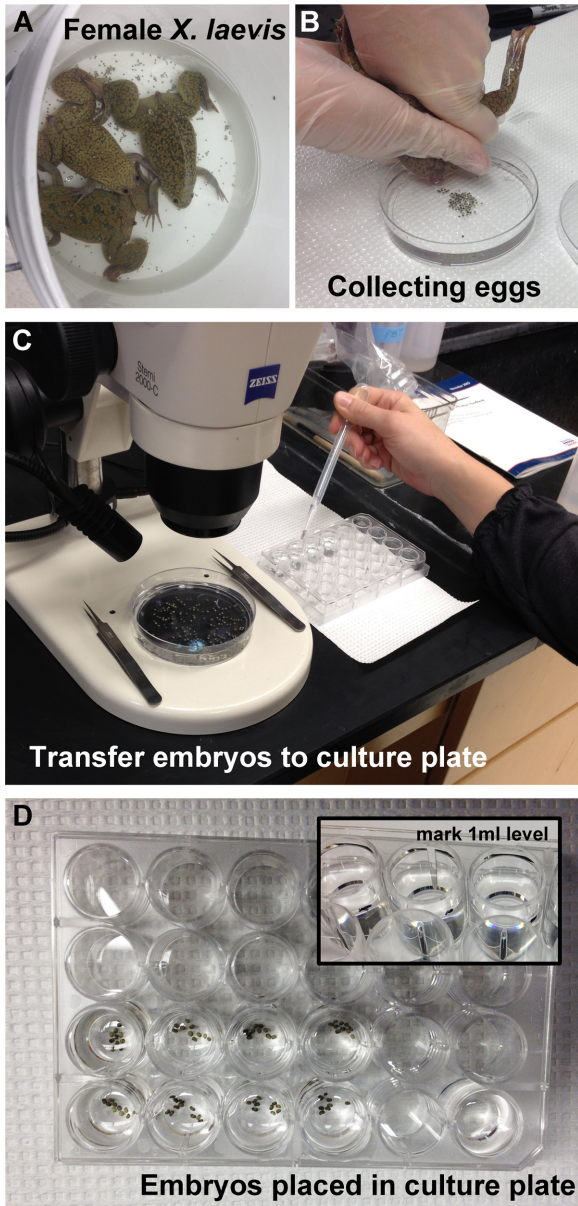 A
Female X. laevis
B
Collecting eggs
C
Stemi
2000-C
ZEISS
Transfer embryos to culture plate
D
mark 1ml level
Embryos placed in culture plate